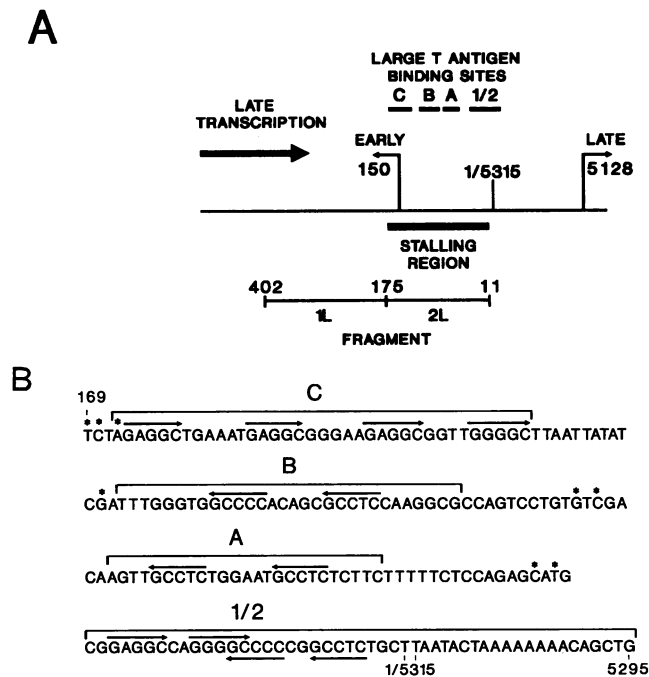 A
LARGE T ANTIGEN
BINDING SITES
C B A 1/2
LATE
TRANSCRIPTION
EARLY
150
1/5315
LATE
5128
STALLING
REGION
402 175 11
1L 2L
FRAGMENT
B
169
C
* * *
TCTAGAGGCTGAAATGAGGCGGGAAGAGGCGGTTGGGGCTTAATTATAT
B
* * *
CGATTTGGGTGGCCCCACAGCGCCTCCAAGGCGCCAGTCCTGTGTCGA
A
* *
CAAGTTGCCTCTGGAATGCCTCTCTTCTTTTTCTCCAGAGCATG
1/2
CGGAGGCCAGGGGGCCCCCGGCCTCTGCTTAATACTAAAAAAAACAGCTG
1/5315 5295